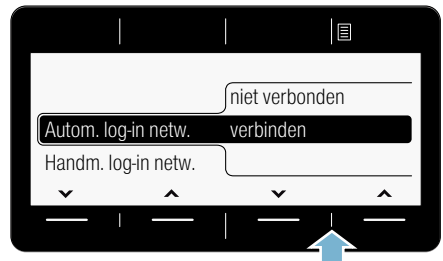 niet verbonden
Autom. log-in netw. verbinden
Handm. log-in netw.